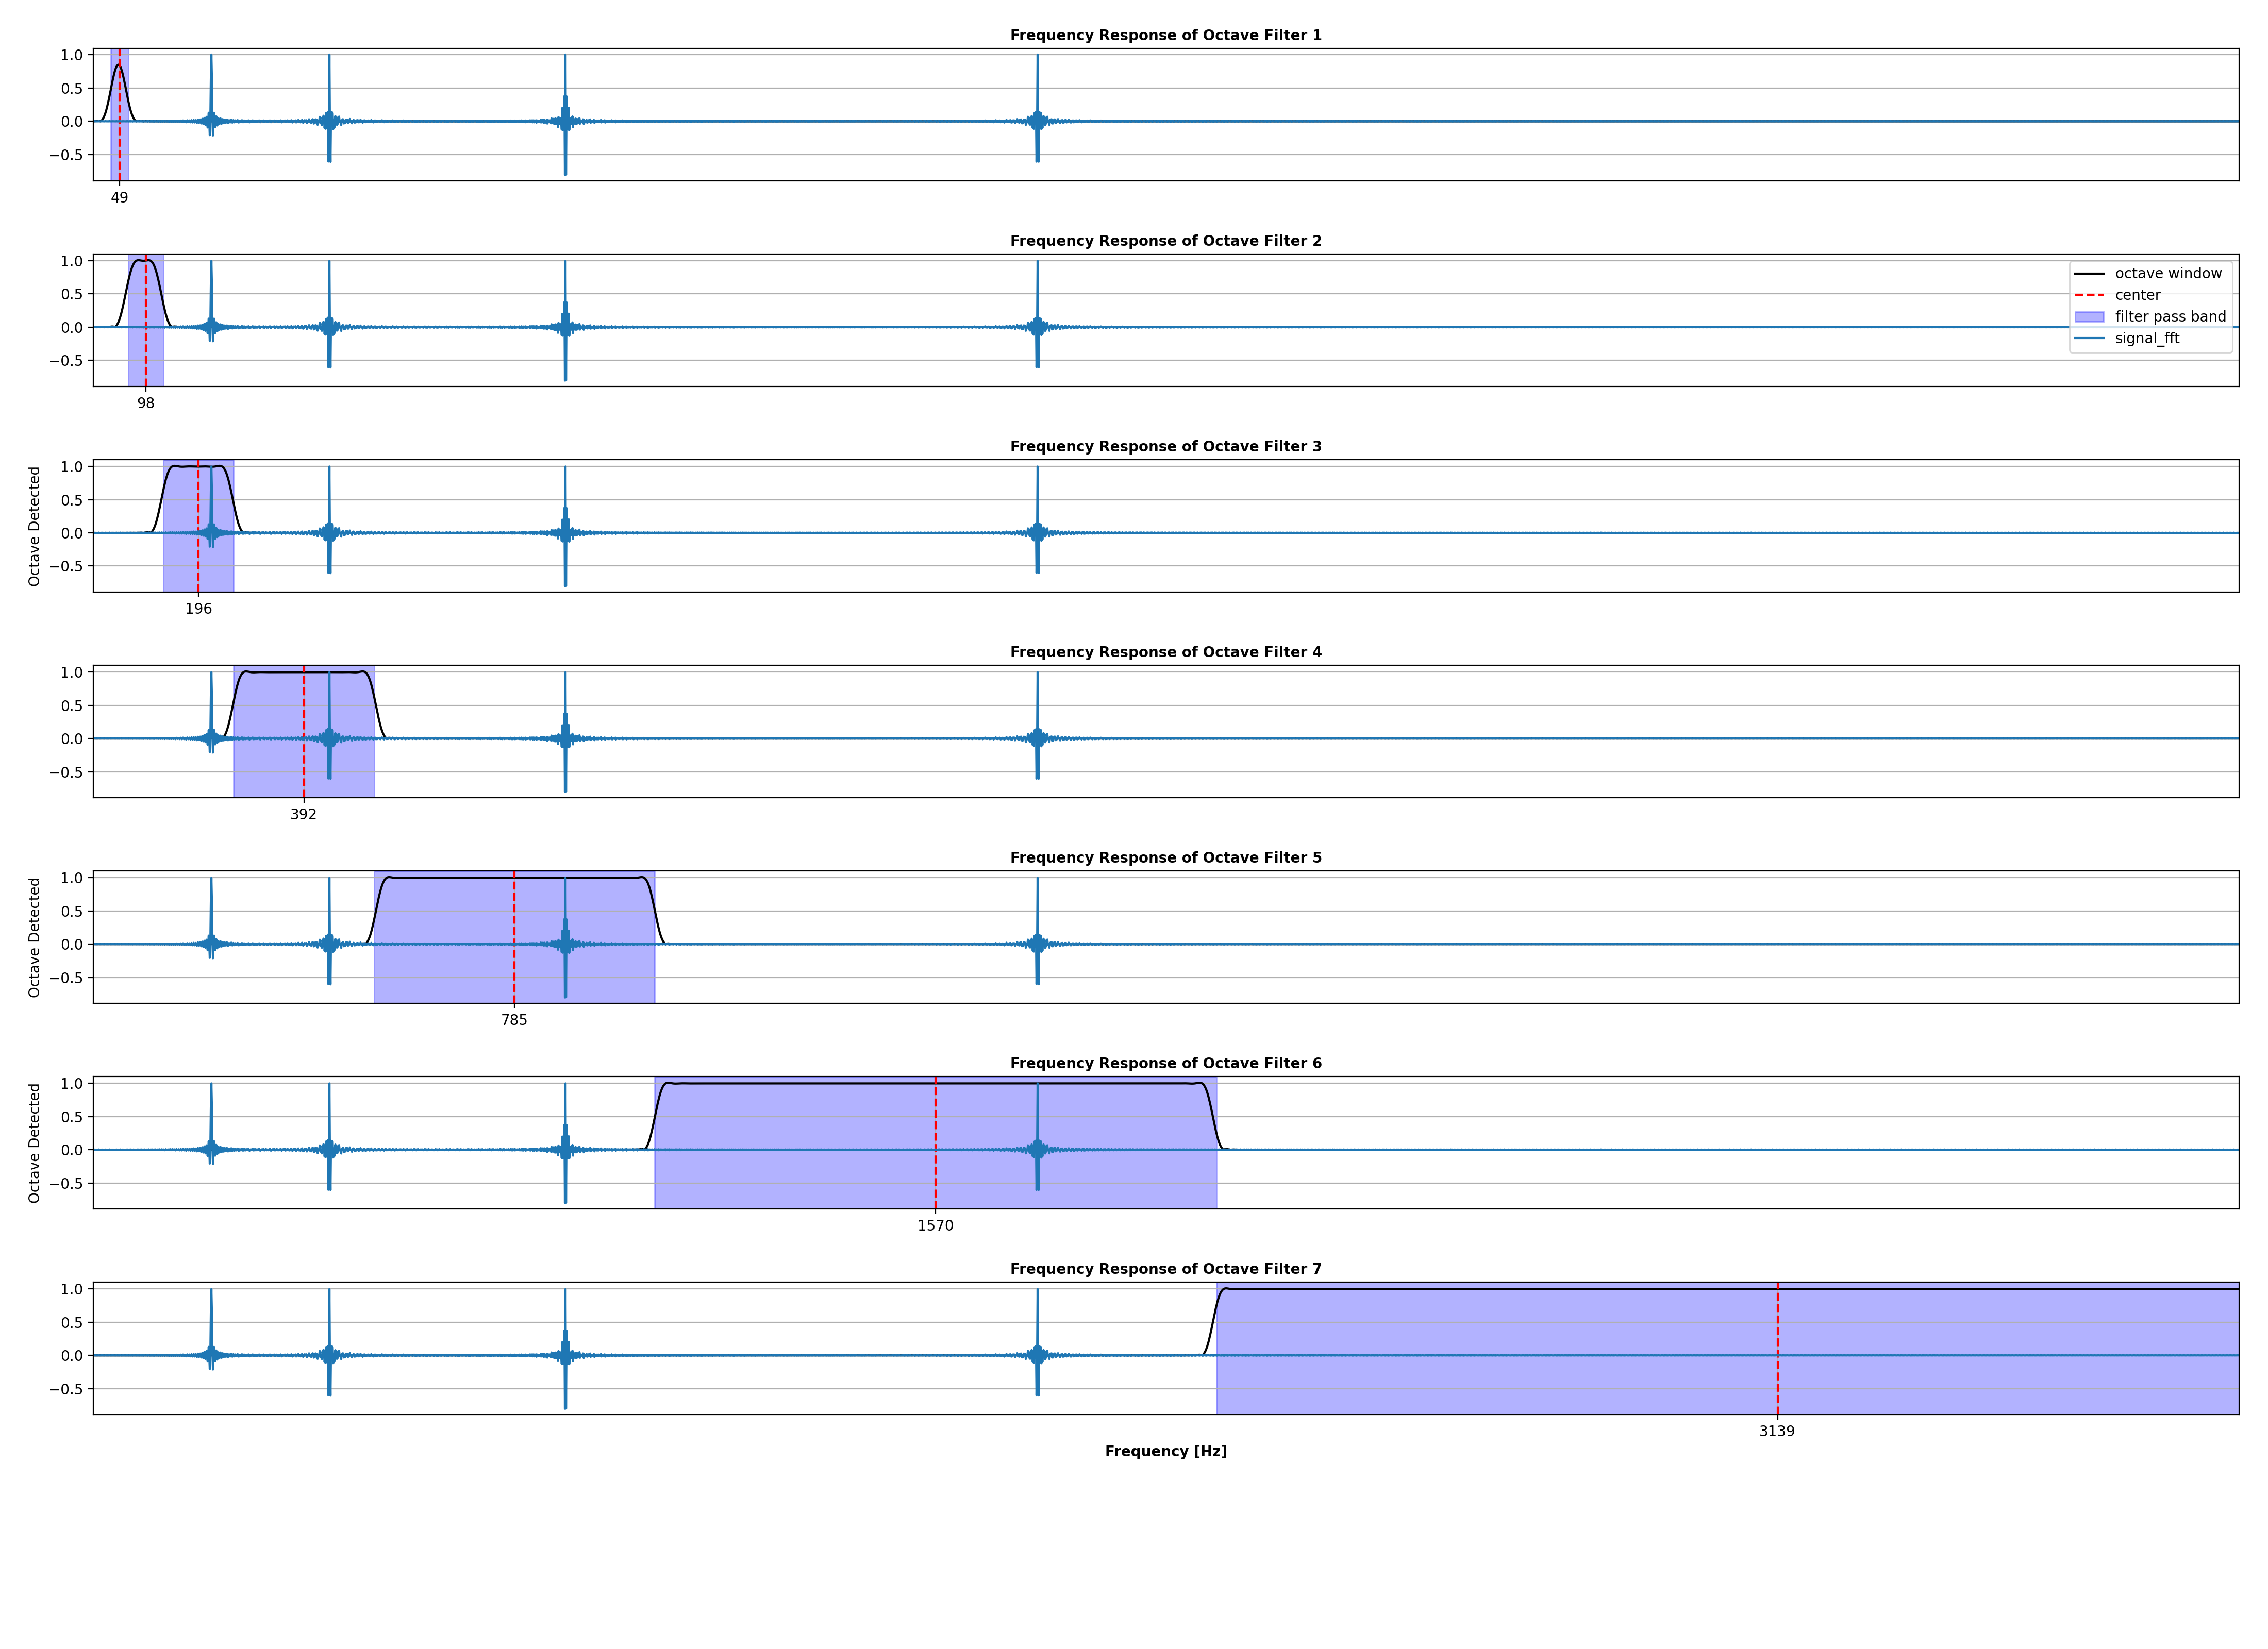 Frequency Response of Octave Filter 1
1.0
0.5
0.0
−0.5
49
Frequency Response of Octave Filter 2
1.0
0.5
0.0
−0.5
octave window
center
filter pass band
signal_fft
98
Frequency Response of Octave Filter 3
Octave Detected
1.0
0.5
0.0
−0.5
196
Frequency Response of Octave Filter 4
1.0
0.5
0.0
−0.5
392
Frequency Response of Octave Filter 5
Octave Detected
1.0
0.5
0.0
−0.5
785
Frequency Response of Octave Filter 6
Octave Detected
1.0
0.5
0.0
−0.5
1570
Frequency Response of Octave Filter 7
1.0
0.5
0.0
−0.5
3139
Frequency [Hz]